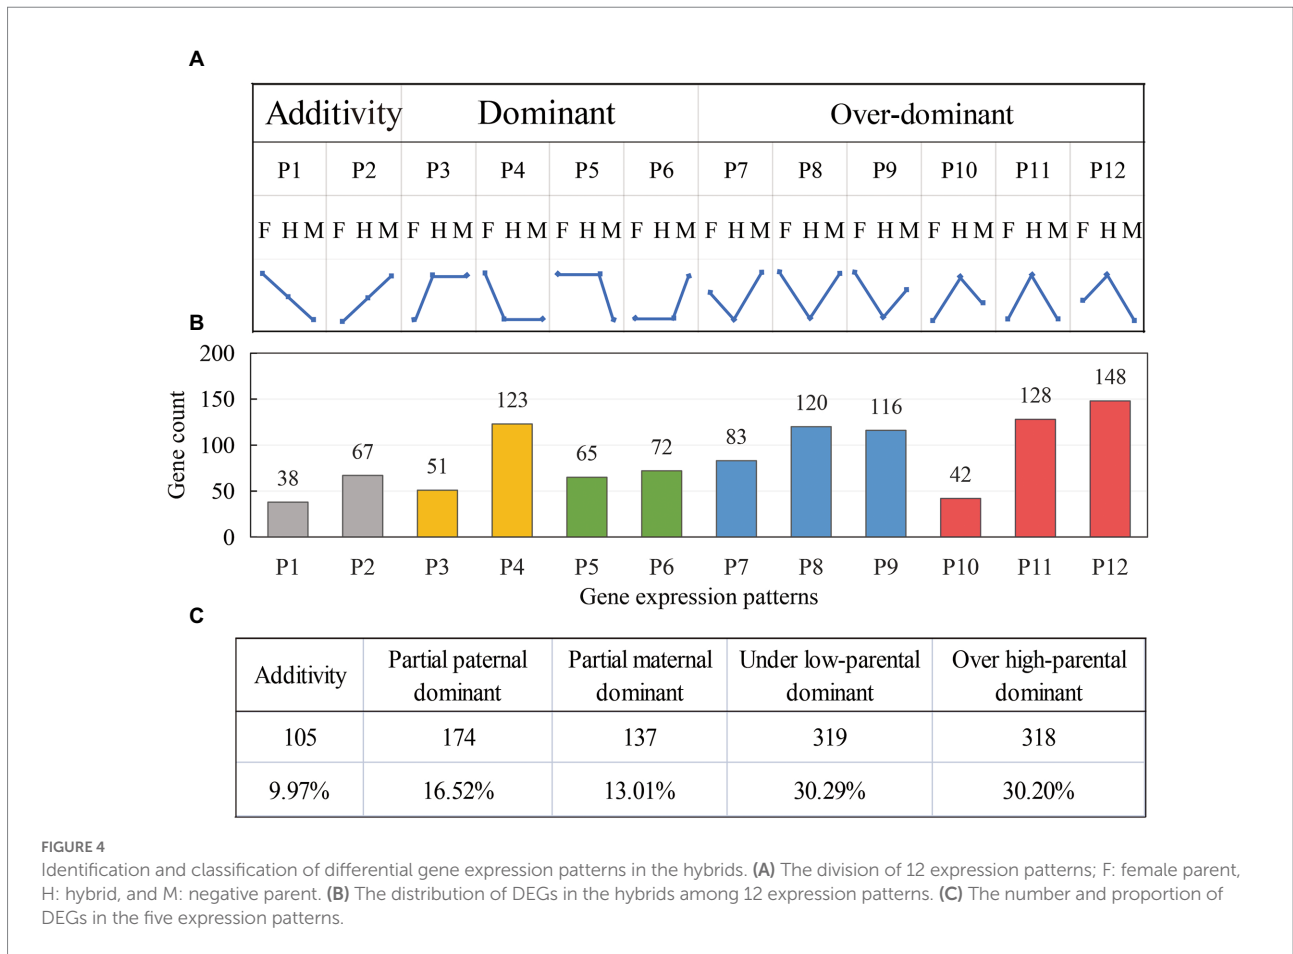 A
Additivity Dominant Over-dominant
P1 P2 P3 P4 P5 P6 P7 P8 P9 P10 P11 P12
F H M F H M F H M F H M F H M F H M F H M F H M F H M F H M F H M F H M
B
200
150
100
50
0
Gene count
38 67 51 123 65 72 83 120 116 42 128 148
P1 P2 P3 P4 P5 P6 P7 P8 P9 P10 P11 P12
Gene expression patterns
C
Additivity
Partial paternal
dominant
Partial maternal
dominant
Under low-parental
dominant
Over high-parental
dominant
105 174 137 319 318
9.97% 16.52% 13.01% 30.29% 30.20%
FIGURE 4
Identification and classification of differential gene expression patterns in the hybrids. (A) The division of 12 expression patterns; F: female parent,
H: hybrid, and M: negative parent. (B) The distribution of DEGs in the hybrids among 12 expression patterns. (C) The number and proportion of
DEGs in the five expression patterns.